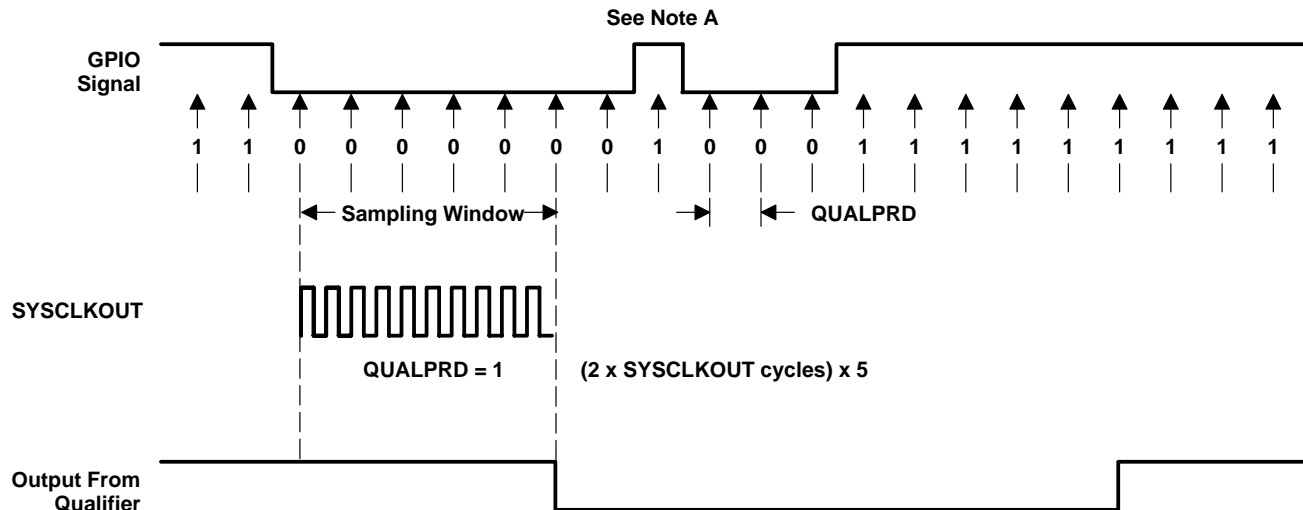 See Note A
GPIO
Signal
1 1 0 0 0 0 0 0 0 1 0 0 0 1 1 1 1 1 1 1 1 1
Sampling Window
QUALPRD
SYSCLKOUT
QUALPRD = 1
(2 x SYSCLKOUT cycles) x 5
Output From
Qualifier